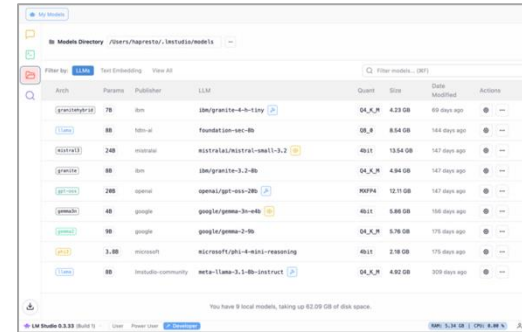 My Models
Models Directory /Users/hapresto/.lmstudio/models
Filter by: LLMs Text Embedding View All Filter models... (⌘F)
Arch Params Publisher LLM Quant Size Date Modified Actions
granitehybrid 7B ibm ibm/granite-4-h-tiny Q4_K_M 4.23 GB 69 days ago
llama 8B fdtn-ai foundation-sec-8b Q8_0 8.54 GB 144 days ago
mistral3 24B mistralai mistralai/mistral-small-3.2 4bit 13.54 GB 147 days ago
granite 8B ibm ibm/granite-3.2-8b Q4_K_M 4.94 GB 147 days ago
gpt-oss 20B openai openai/gpt-oss-20b MXFP4 12.11 GB 147 days ago
gemma3n 4B google google/gemma-3n-e4b 4bit 5.86 GB 158 days ago
gemma2 9B google google/gemma-2-9b Q4_K_M 5.76 GB 175 days ago
phi3 3.8B microsoft microsoft/phi-4-mini-reasoning 4bit 2.18 GB 175 days ago
llama 8B lmstudio-community meta-llama-3.1-8b-instruct Q4_K_M 4.92 GB 309 days ago
You have 9 local models, taking up 62.09 GB of disk space.
LM Studio 0.3.33 (Build 1) User Power User Developer RAM: 5.34 GB | CPU: 0.00 %